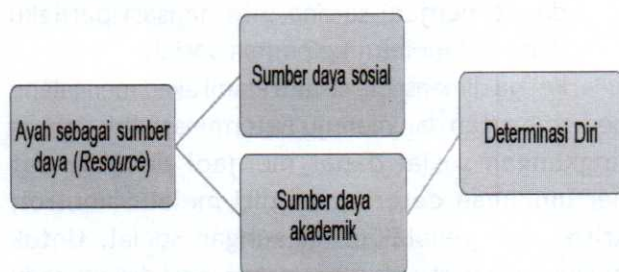 Ayah sebagai sumber
daya (Resource)
Sumber daya sosial
Sumber daya
akademik
Determinasi Diri